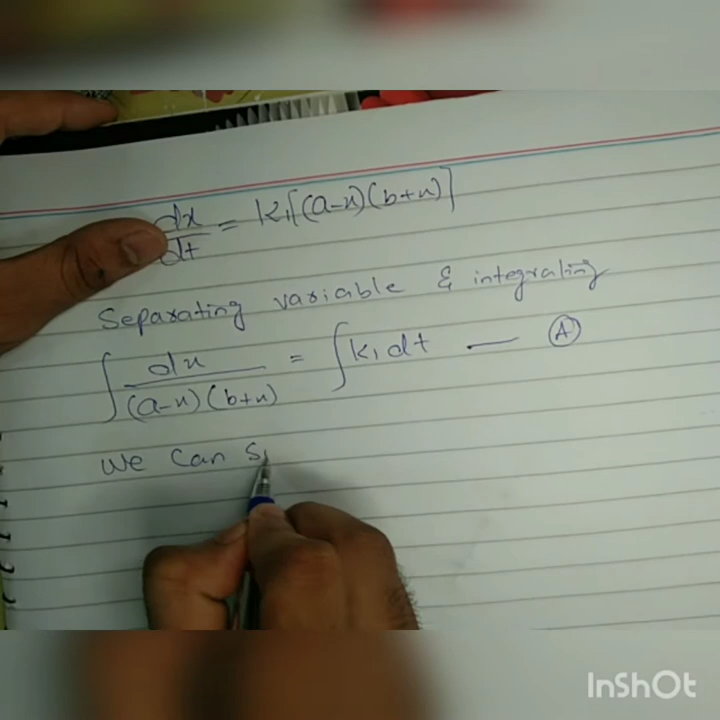 dx/dt = K₁[(a-x)(b+x)]
Separating variable & integrating
∫ dx/(a-x)(b+x) = ∫ K₁ dt — Ⓐ
we can s
InShOt